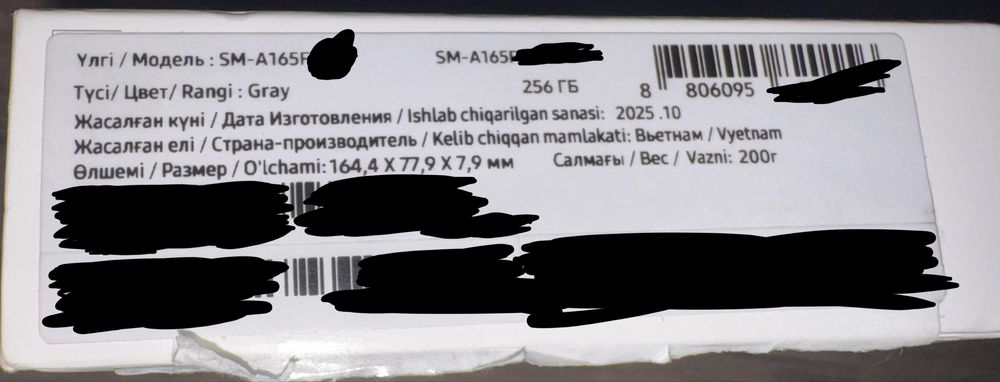 Үлгі / Модель : SM-A165F SM-A165F
Түсі/ Цвет/ Rangi : Gray 256 ГБ 8 806095
Жасалған күні / Дата Изготовления / Ishlab chiqarilgan sanasi: 2025 .10
Жасалған елі / Страна-производитель / Kelib chiqqan mamlakati: Вьетнам / Vyetnam
Өлшемі / Размер / O'lchami: 164,4 X 77,9 X 7,9 мм Салмағы / Вес / Vazni: 200г